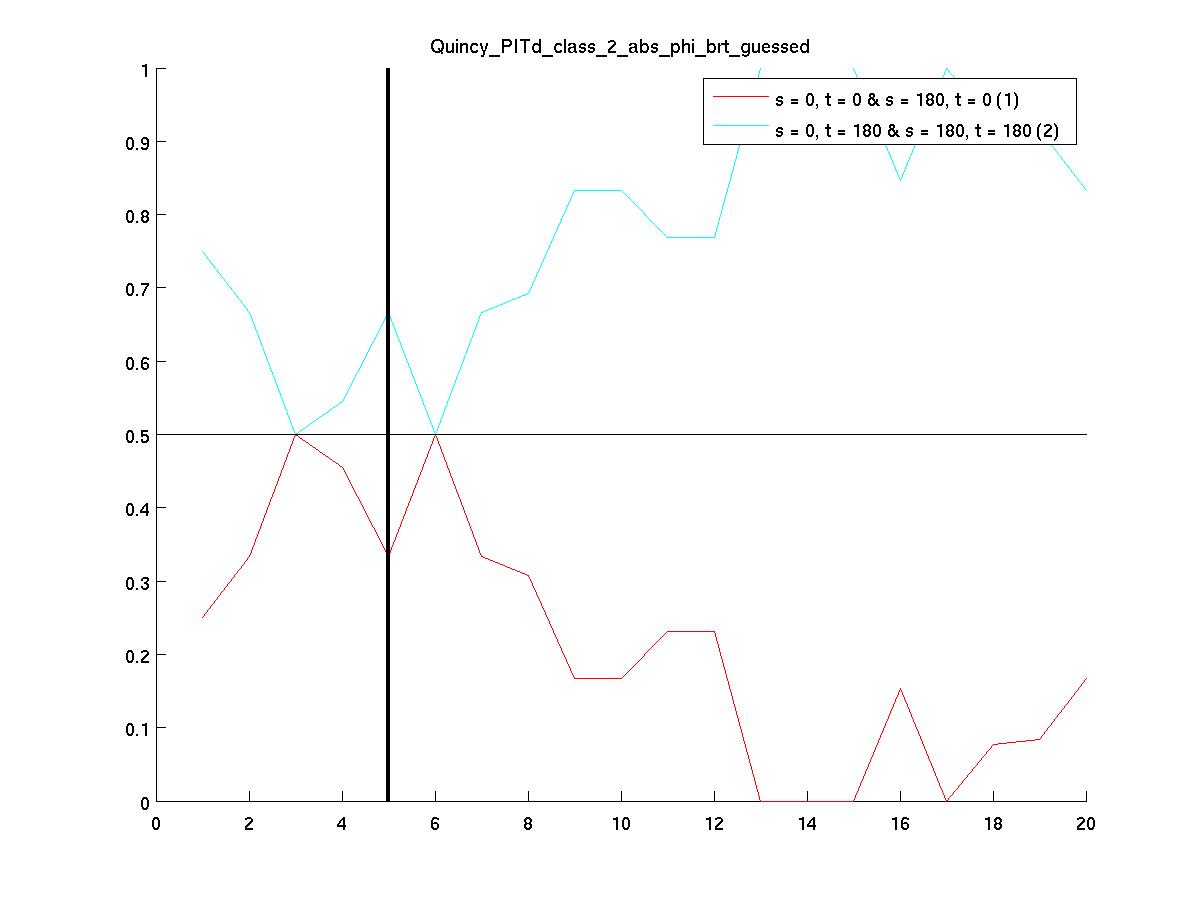 Quincy_PITd_class_2_abs_phi_brt_guessed
1
s = 0, t = 0 & s = 180, t = 0 (1)
s = 0, t = 180 & s = 180, t = 180 (2)
0.9
0.8
0.7
0.6
0.5
0.4
0.3
0.2
0.1
0
0 2 4 6 8 10 12 14 16 18 20